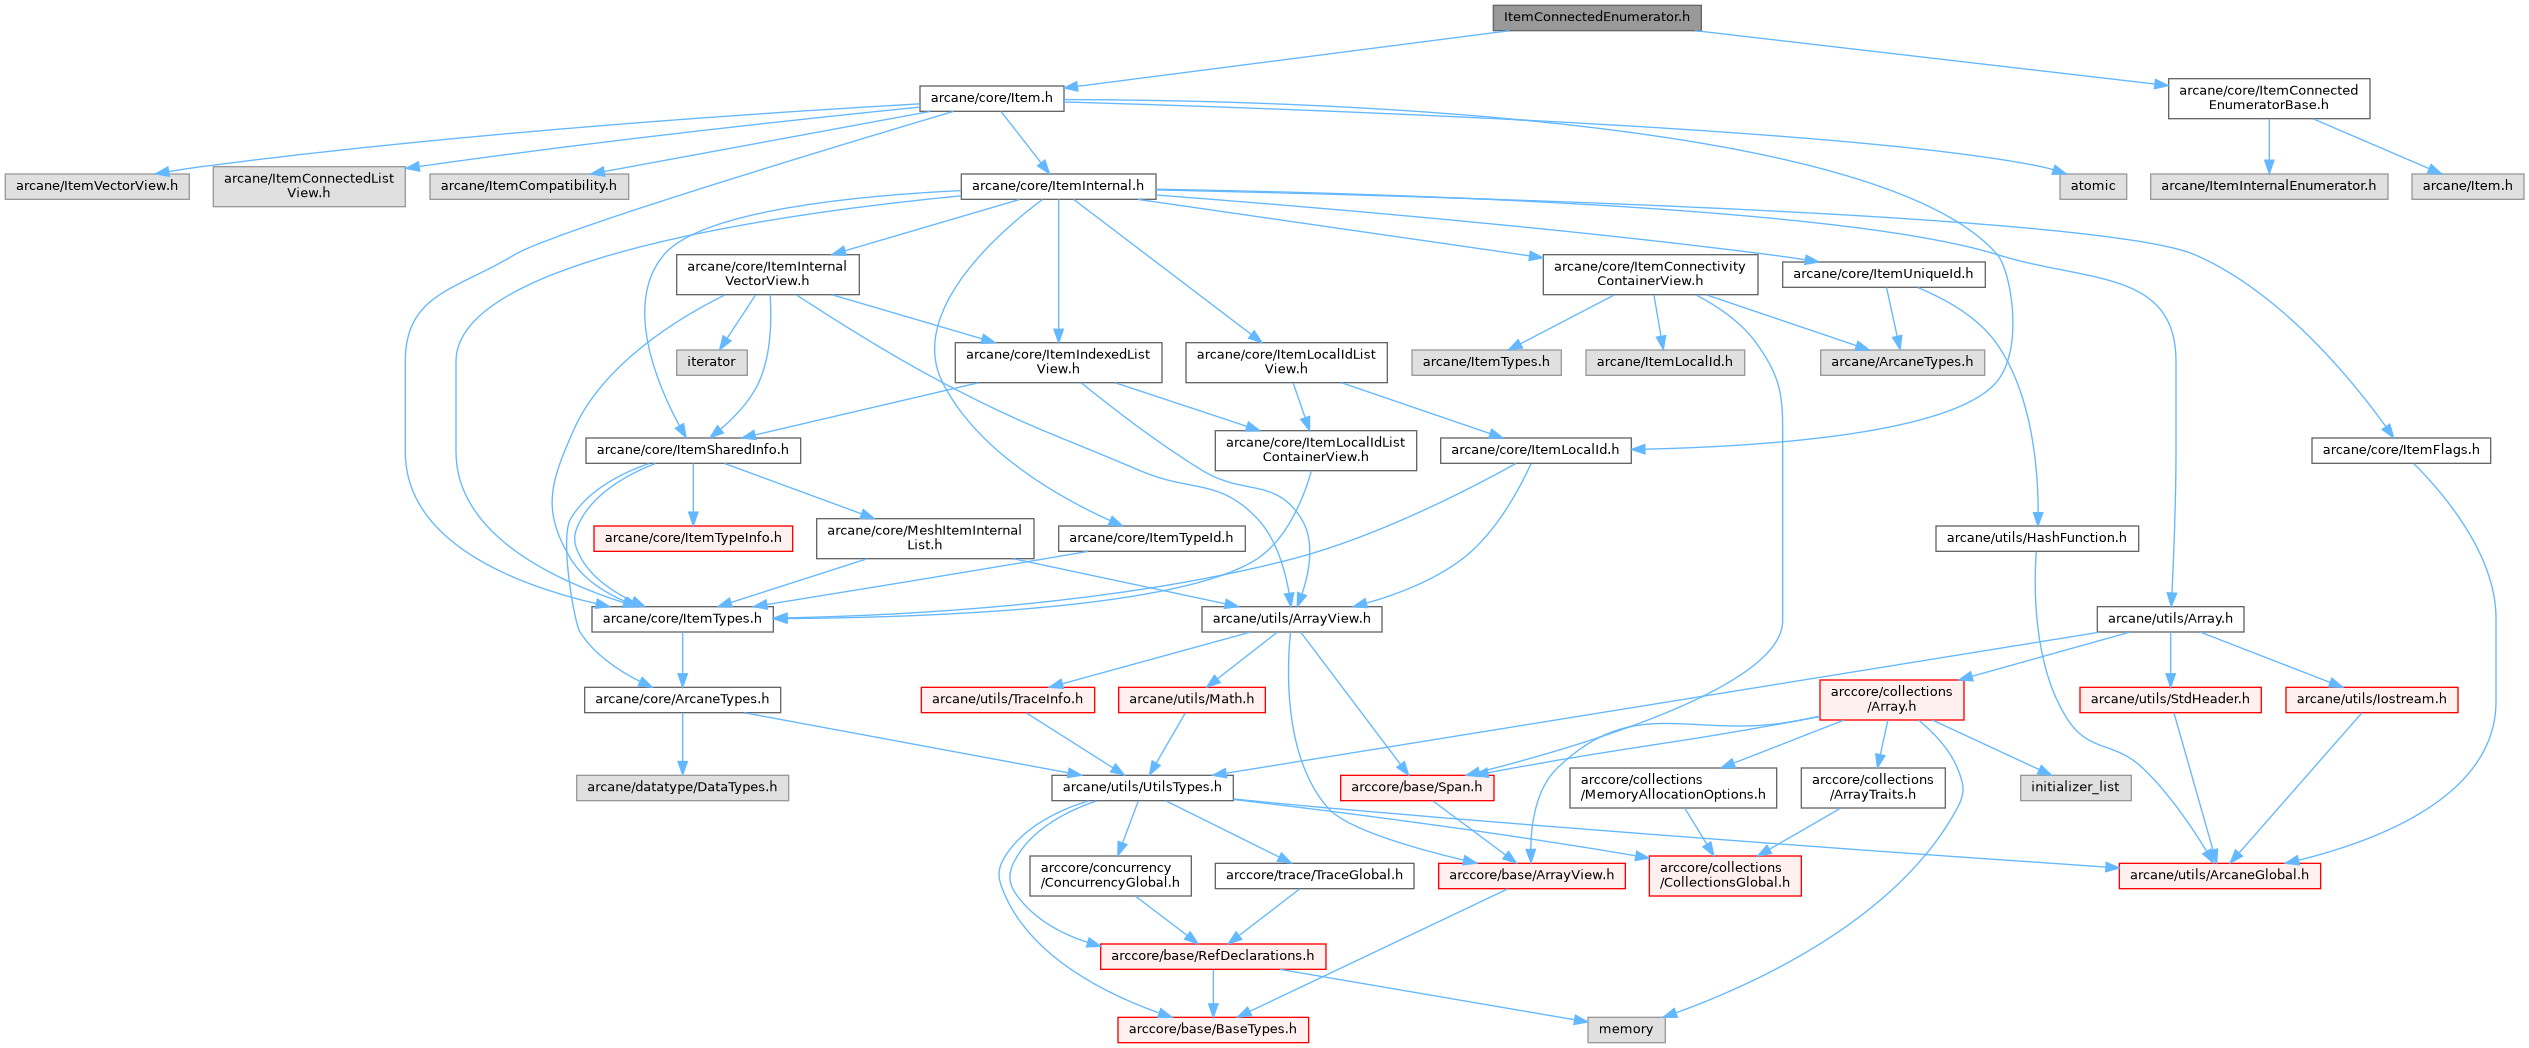 ItemConnectedEnumerator.h
arcane/core/Item.h
arcane/core/ItemConnected
EnumeratorBase.h
arcane/ItemVectorView.h
arcane/ItemConnectedList
View.h
arcane/ItemCompatibility.h
arcane/core/ItemInternal.h
atomic
arcane/ItemInternalEnumerator.h
arcane/Item.h
arcane/core/ItemInternal
VectorView.h
arcane/core/ItemConnectivity
ContainerView.h
arcane/core/ItemUniqueId.h
iterator
arcane/core/ItemIndexedList
View.h
arcane/core/ItemLocalIdList
View.h
arcane/ItemTypes.h
arcane/ItemLocalId.h
arcane/ArcaneTypes.h
arcane/core/ItemSharedInfo.h
arcane/core/ItemLocalIdList
ContainerView.h
arcane/core/ItemLocalId.h
arcane/core/ItemFlags.h
arcane/core/ItemTypeInfo.h
arcane/core/MeshItemInternal
List.h
arcane/core/ItemTypeId.h
arcane/utils/HashFunction.h
arcane/core/ItemTypes.h
arcane/utils/ArrayView.h
arcane/utils/Array.h
arcane/core/ArcaneTypes.h
arcane/utils/TraceInfo.h
arcane/utils/Math.h
arccore/collections
/Array.h
arcane/utils/StdHeader.h
arcane/utils/Iostream.h
arcane/datatype/DataTypes.h
arcane/utils/UtilsTypes.h
arccore/base/Span.h
arccore/collections
/MemoryAllocationOptions.h
arccore/collections
/ArrayTraits.h
initializer_list
arccore/concurrency
/ConcurrencyGlobal.h
arccore/trace/TraceGlobal.h
arccore/base/ArrayView.h
arccore/collections
/CollectionsGlobal.h
arcane/utils/ArcaneGlobal.h
arccore/base/RefDeclarations.h
arccore/base/BaseTypes.h
memory